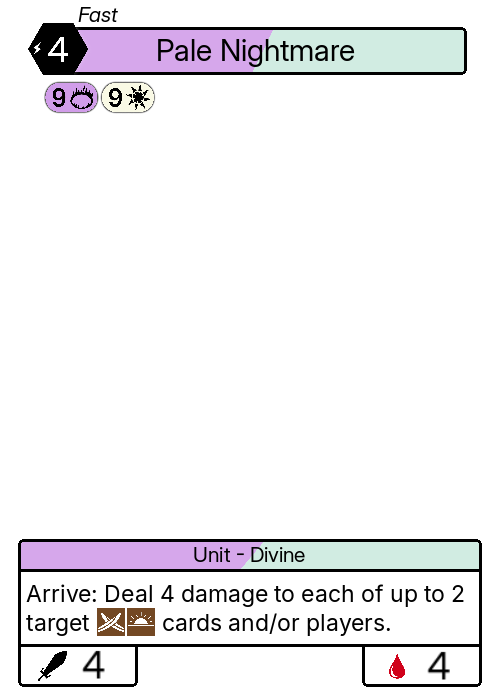 Fast
4 Pale Nightmare
9 9
Unit - Divine
Arrive: Deal 4 damage to each of up to 2
target cards and/or players.
4 4